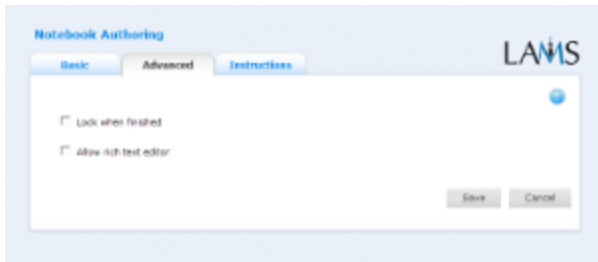 Notebook Authoring
LAMS
Basic Advanced Instructions
Lock when finished
Allow rich text editor
Save Cancel